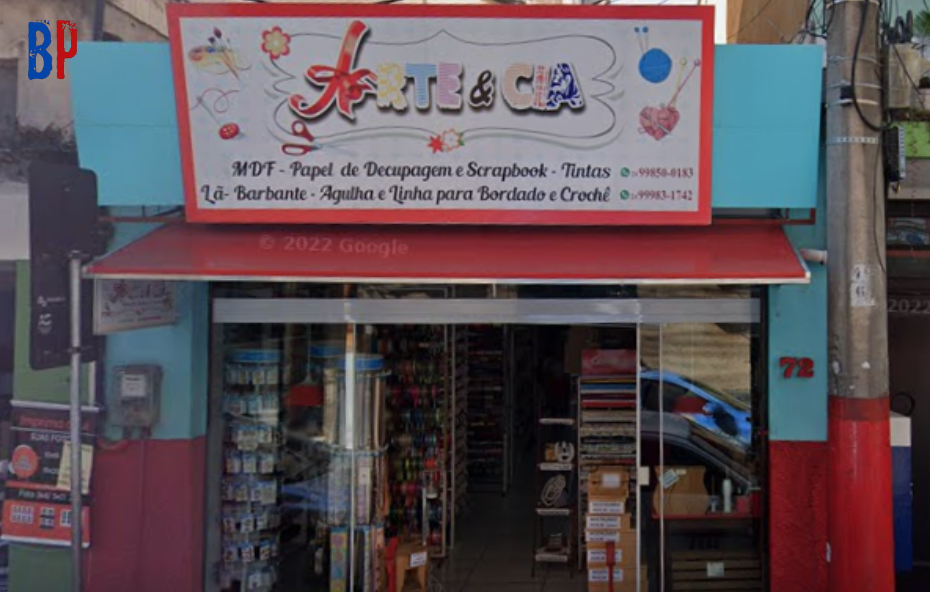 BP
ARTE & CIA
MDF - Papel de Decupagem e Scrapbook - Tintas
99850-0183
Lã - Barbante - Agulha e Linha para Bordado e Crochê
99983-1742
© 2022 Google
72
2022